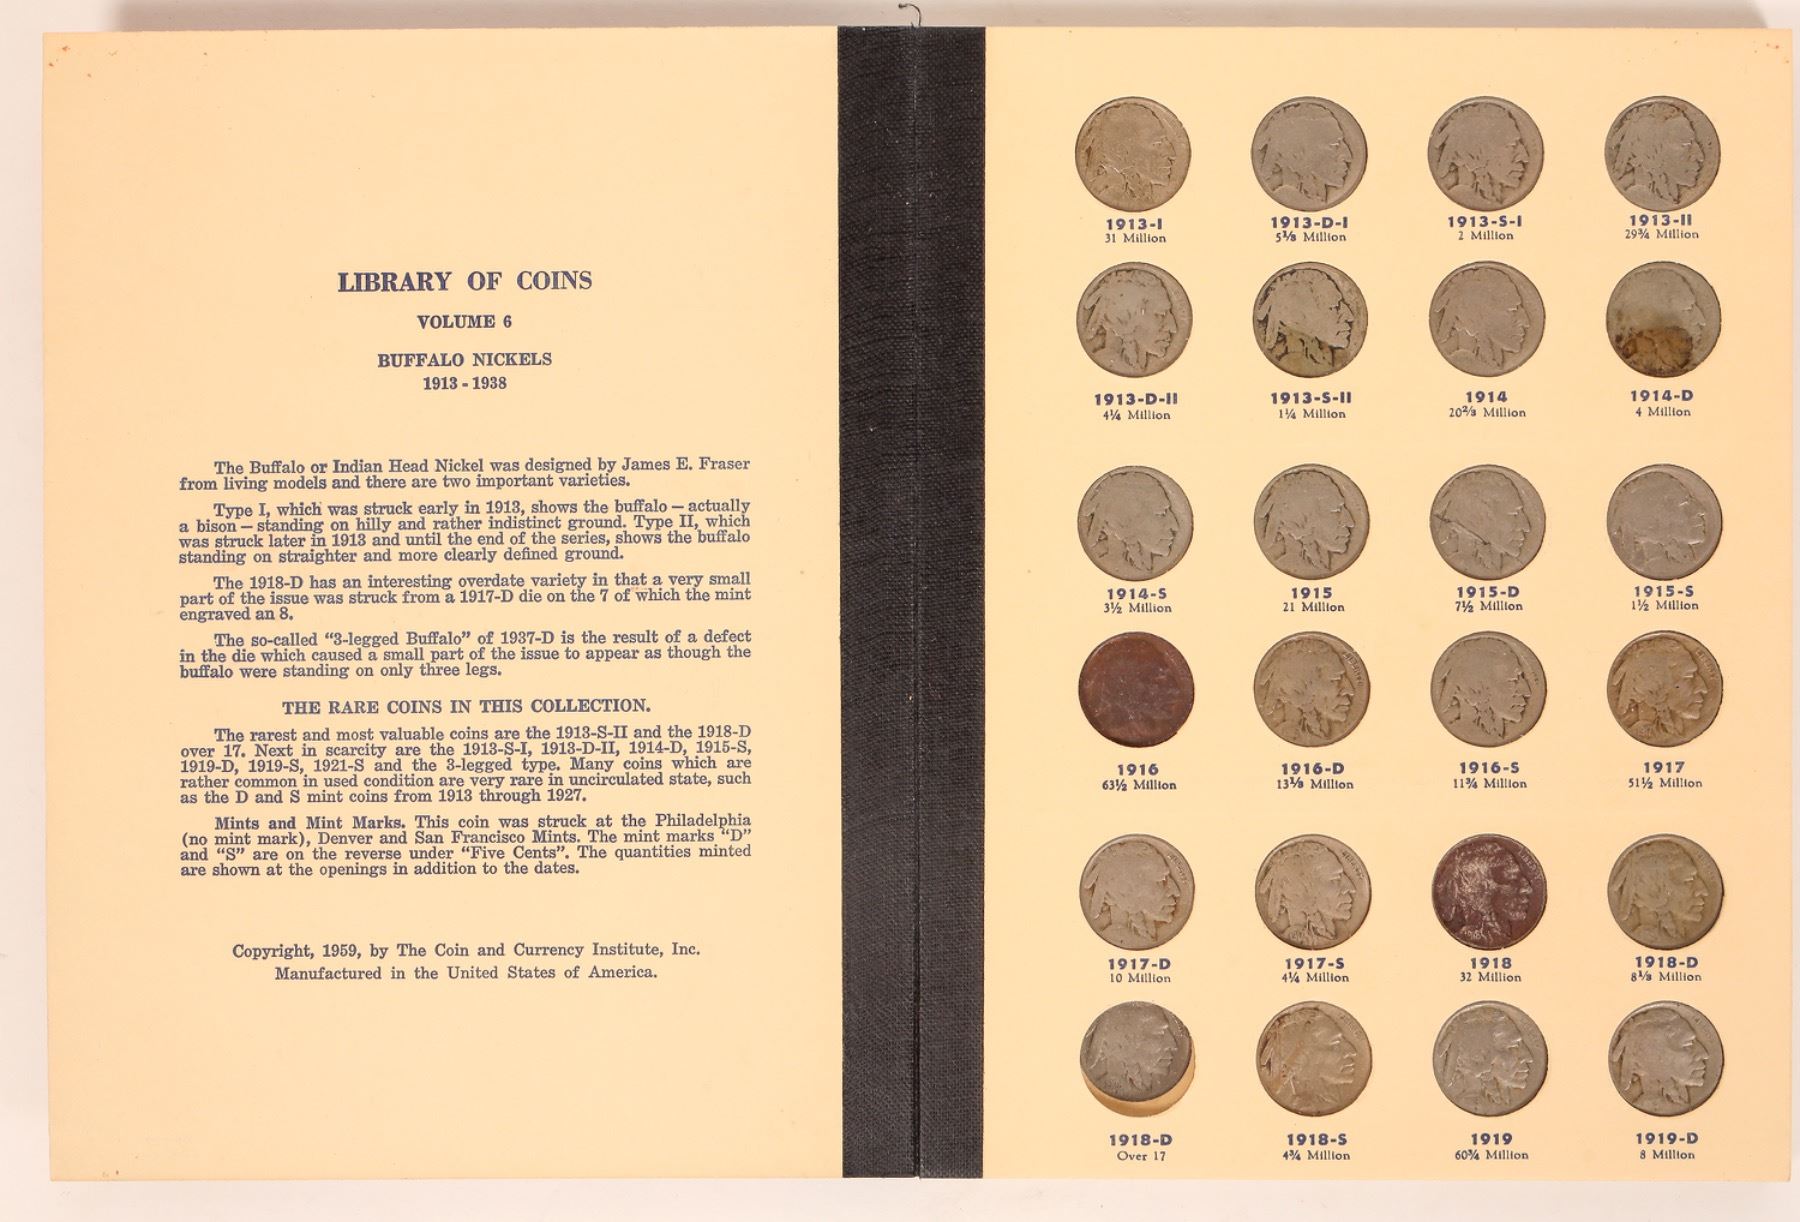 LIBRARY OF COINS
VOLUME 6
BUFFALO NICKELS
1913 - 1938
The Buffalo or Indian Head Nickel was designed by James E. Fraser
from living models and there are two important varieties.
Type I, which was struck early in 1913, shows the buffalo — actually
a bison — standing on hilly and rather indistinct ground. Type II, which
was struck later in 1913 and until the end of the series, shows the buffalo
standing on straighter and more clearly defined ground.
The 1918-D has an interesting overdate variety in that a very small
part of the issue was struck from a 1917-D die on the 7 of which the mint
engraved an 8.
The so-called “3-legged Buffalo” of 1937-D is the result of a defect
in the die which caused a small part of the issue to appear as though the
buffalo were standing on only three legs.
THE RARE COINS IN THIS COLLECTION.
The rarest and most valuable coins are the 1913-S-II and the 1918-D
over 17. Next in scarcity are the 1913-S-I, 1913-D-II, 1914-D, 1915-S,
1919-D, 1919-S, 1921-S and the 3-legged type. Many coins which are
rather common in used condition are very rare in uncirculated state, such
as the D and S mint coins from 1913 through 1927.
Mints and Mint Marks. This coin was struck at the Philadelphia
(no mint mark), Denver and San Francisco Mints. The mint marks “D”
and “S” are on the reverse under “Five Cents”. The quantities minted
are shown at the openings in addition to the dates.
Copyright, 1959, by The Coin and Currency Institute, Inc.
Manufactured in the United States of America.
1913-I 1913-D-I 1913-S-I 1913-II
31 Million 5⅓ Million 2 Million 29¾ Million
1913-D-II 1913-S-II 1914 1914-D
4¼ Million 1¼ Million 20⅔ Million 4 Million
1914-S 1915 1915-D 1915-S
3½ Million 21 Million 7½ Million 1½ Million
1916 1916-D 1916-S 1917
63½ Million 13⅓ Million 11¾ Million 51½ Million
1917-D 1917-S 1918 1918-D
10 Million 4¼ Million 32 Million 8⅓ Million
1918-D 1918-S 1919 1919-D
Over 17 4¾ Million 60¾ Million 8 Million